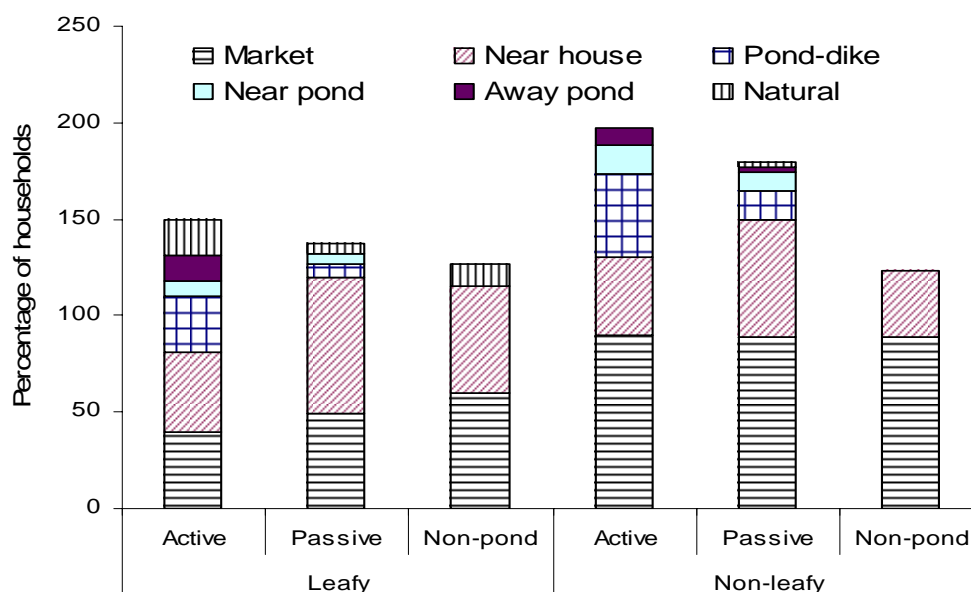 250
200
150
100
50
0
Percentage of households
Market
Near house
Pond-dike
Near pond
Away pond
Natural
Active
Passive
Non-pond
Active
Passive
Non-pond
Leafy
Non-leafy